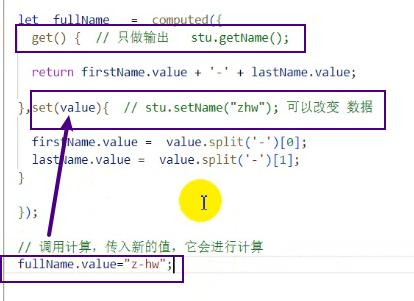 let fullName = computed({
get() { // 只做输出 stu.getName();
return firstName.value + '-' + lastName.value;
},set(value){ // stu.setName("zhw"); 可以改变 数据
firstName.value = value.split('-')[0];
lastName.value = value.split('-')[1];
}
});
// 调用计算，传入新的值，它会进行计算
fullName.value="z-hw";